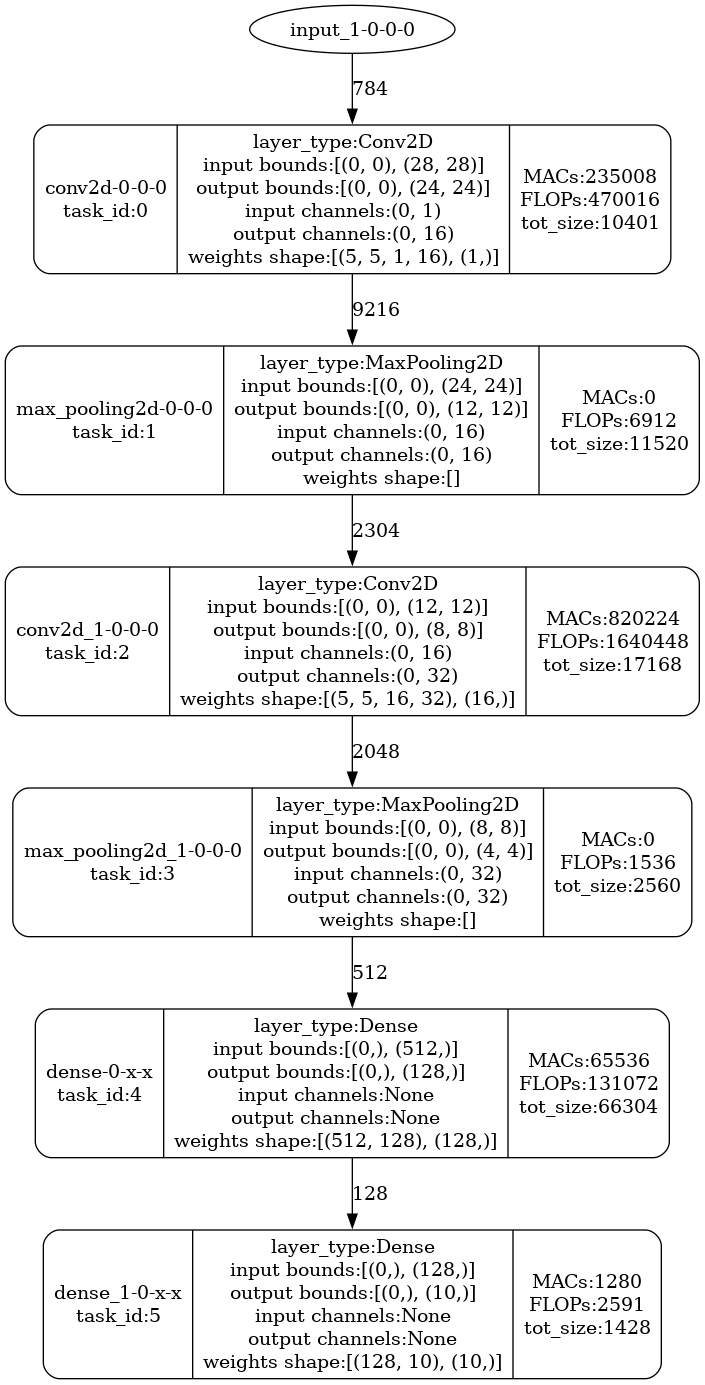 input_1-0-0-0
784
conv2d-0-0-0
task_id:0
layer_type:Conv2D
input bounds:[(0, 0), (28, 28)]
output bounds:[(0, 0), (24, 24)]
input channels:(0, 1)
output channels:(0, 16)
weights shape:[(5, 5, 1, 16), (1,)]
MACs:235008
FLOPs:470016
tot_size:10401
9216
max_pooling2d-0-0-0
task_id:1
layer_type:MaxPooling2D
input bounds:[(0, 0), (24, 24)]
output bounds:[(0, 0), (12, 12)]
input channels:(0, 16)
output channels:(0, 16)
weights shape:[]
MACs:0
FLOPs:6912
tot_size:11520
2304
conv2d_1-0-0-0
task_id:2
layer_type:Conv2D
input bounds:[(0, 0), (12, 12)]
output bounds:[(0, 0), (8, 8)]
input channels:(0, 16)
output channels:(0, 32)
weights shape:[(5, 5, 16, 32), (16,)]
MACs:820224
FLOPs:1640448
tot_size:17168
2048
max_pooling2d_1-0-0-0
task_id:3
layer_type:MaxPooling2D
input bounds:[(0, 0), (8, 8)]
output bounds:[(0, 0), (4, 4)]
input channels:(0, 32)
output channels:(0, 32)
weights shape:[]
MACs:0
FLOPs:1536
tot_size:2560
512
dense-0-x-x
task_id:4
layer_type:Dense
input bounds:[(0,), (512,)]
output bounds:[(0,), (128,)]
input channels:None
output channels:None
weights shape:[(512, 128), (128,)]
MACs:65536
FLOPs:131072
tot_size:66304
128
dense_1-0-x-x
task_id:5
layer_type:Dense
input bounds:[(0,), (128,)]
output bounds:[(0,), (10,)]
input channels:None
output channels:None
weights shape:[(128, 10), (10,)]
MACs:1280
FLOPs:2591
tot_size:1428